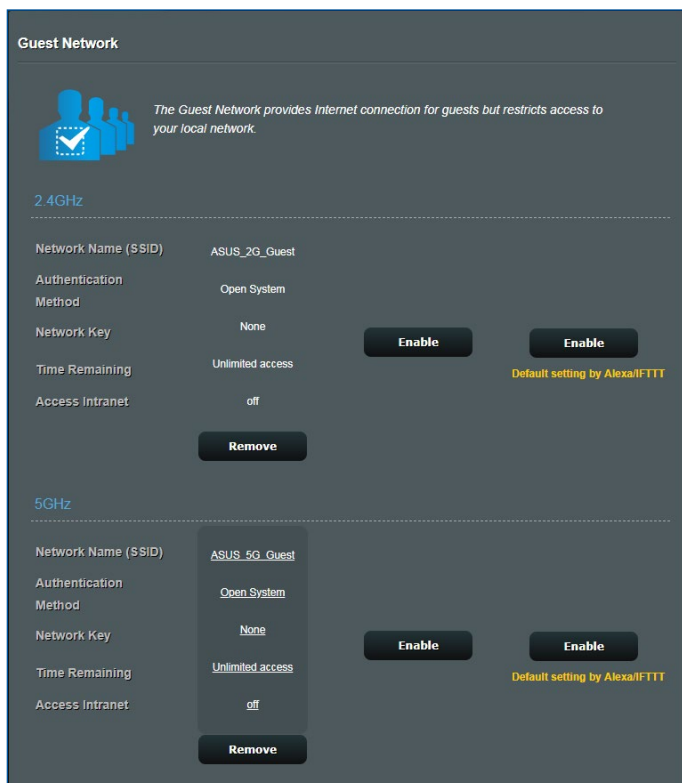 Guest Network
The Guest Network provides Internet connection for guests but restricts access to
your local network.
2.4GHz
Network Name (SSID)
ASUS_2G_Guest
Authentication
Method
Open System
Network Key
None
Enable
Enable
Time Remaining
Unlimited access
Default setting by Alexa/IFTTT
Access Intranet
off
Remove
5GHz
Network Name (SSID)
ASUS_5G_Guest
Authentication
Method
Open System
Network Key
None
Enable
Enable
Time Remaining
Unlimited access
Default setting by Alexa/IFTTT
Access Intranet
off
Remove